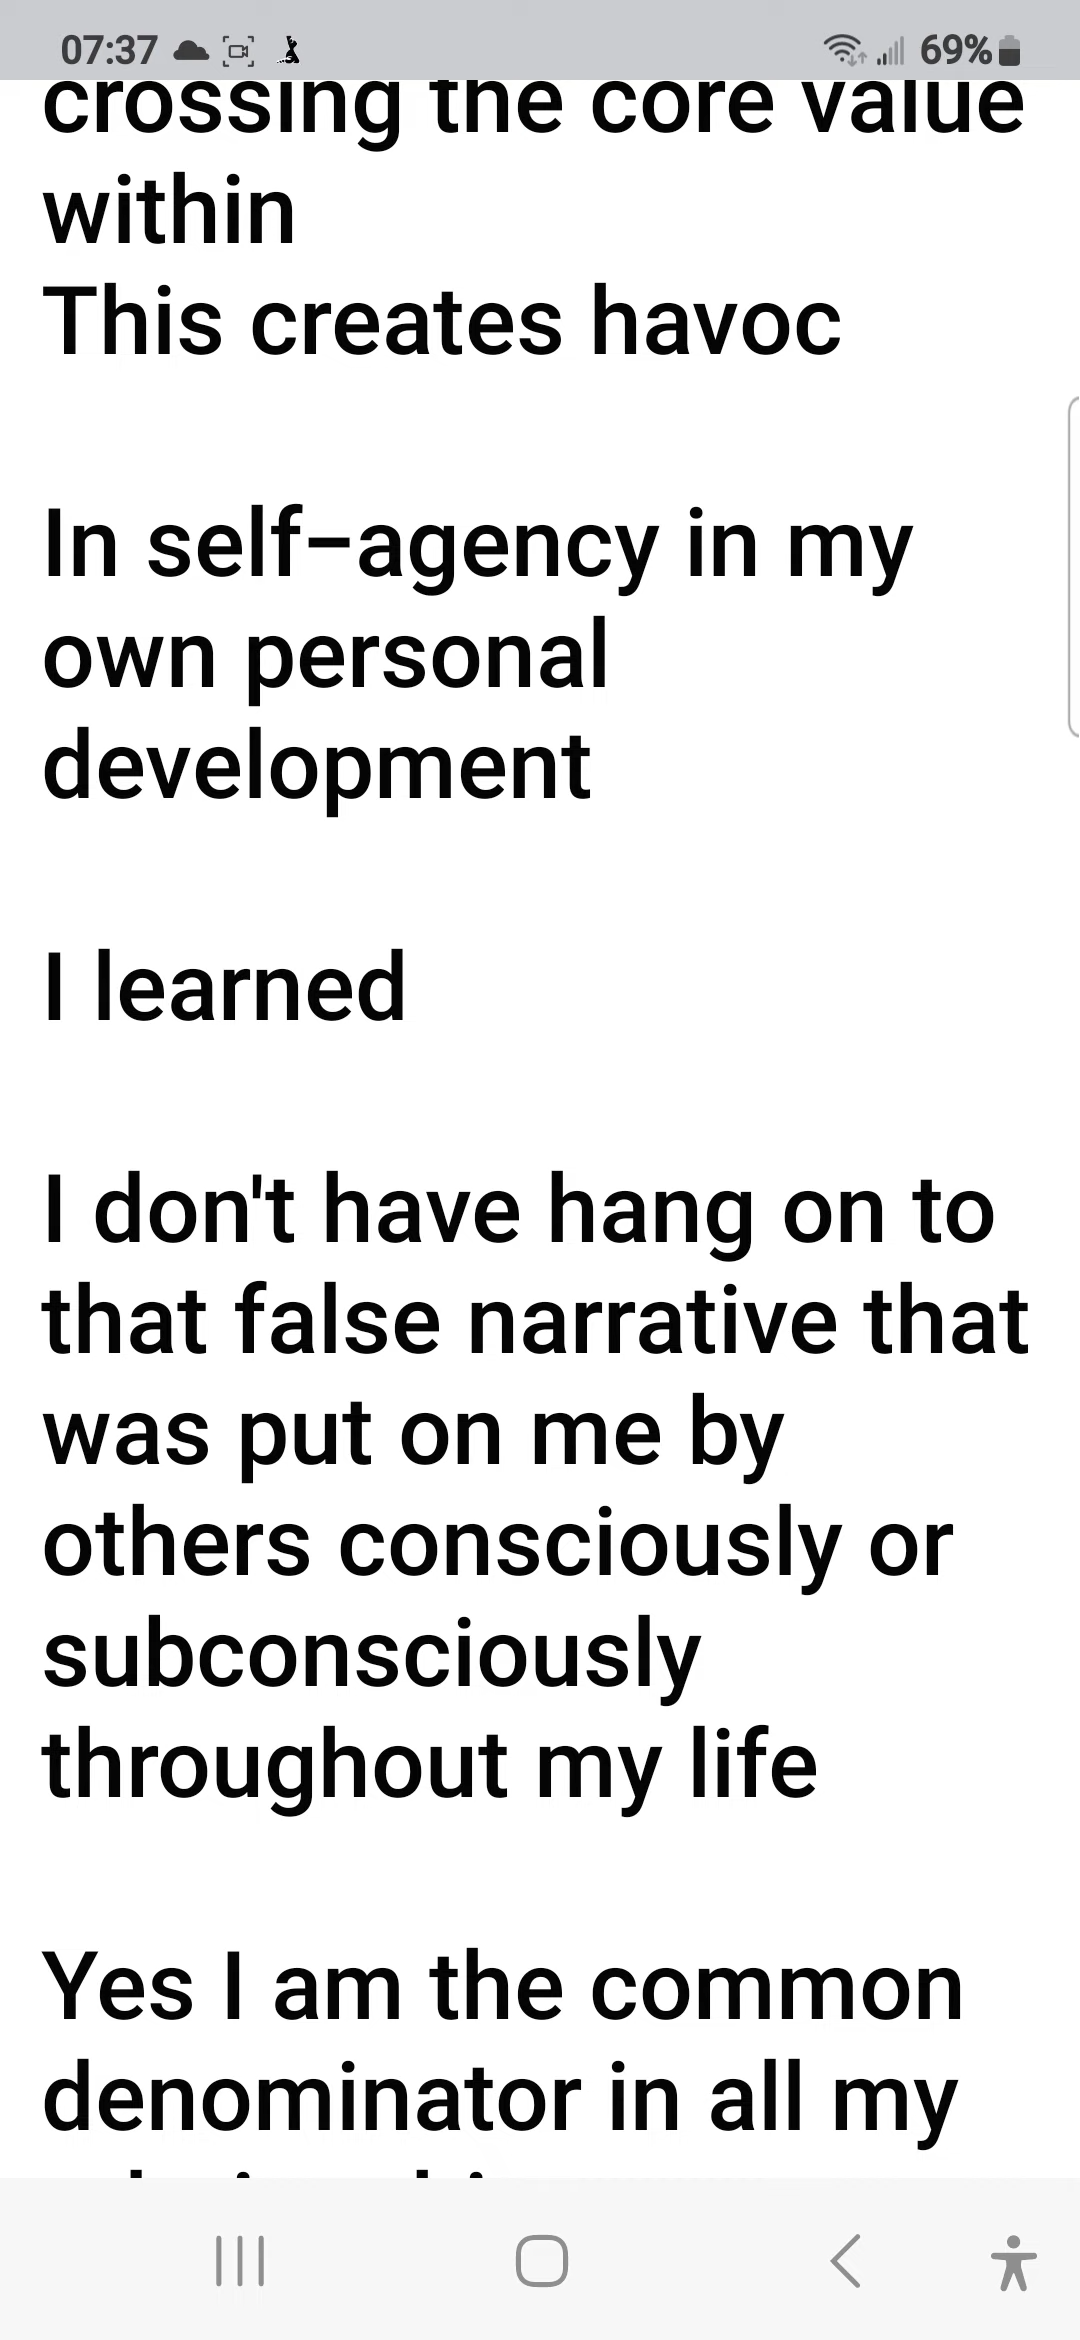 07:37 69%
crossing the core value
within
This creates havoc
In self-agency in my
own personal
development
I learned
I don't have hang on to
that false narrative that
was put on me by
others consciously or
subconsciously
throughout my life
Yes I am the common
denominator in all my